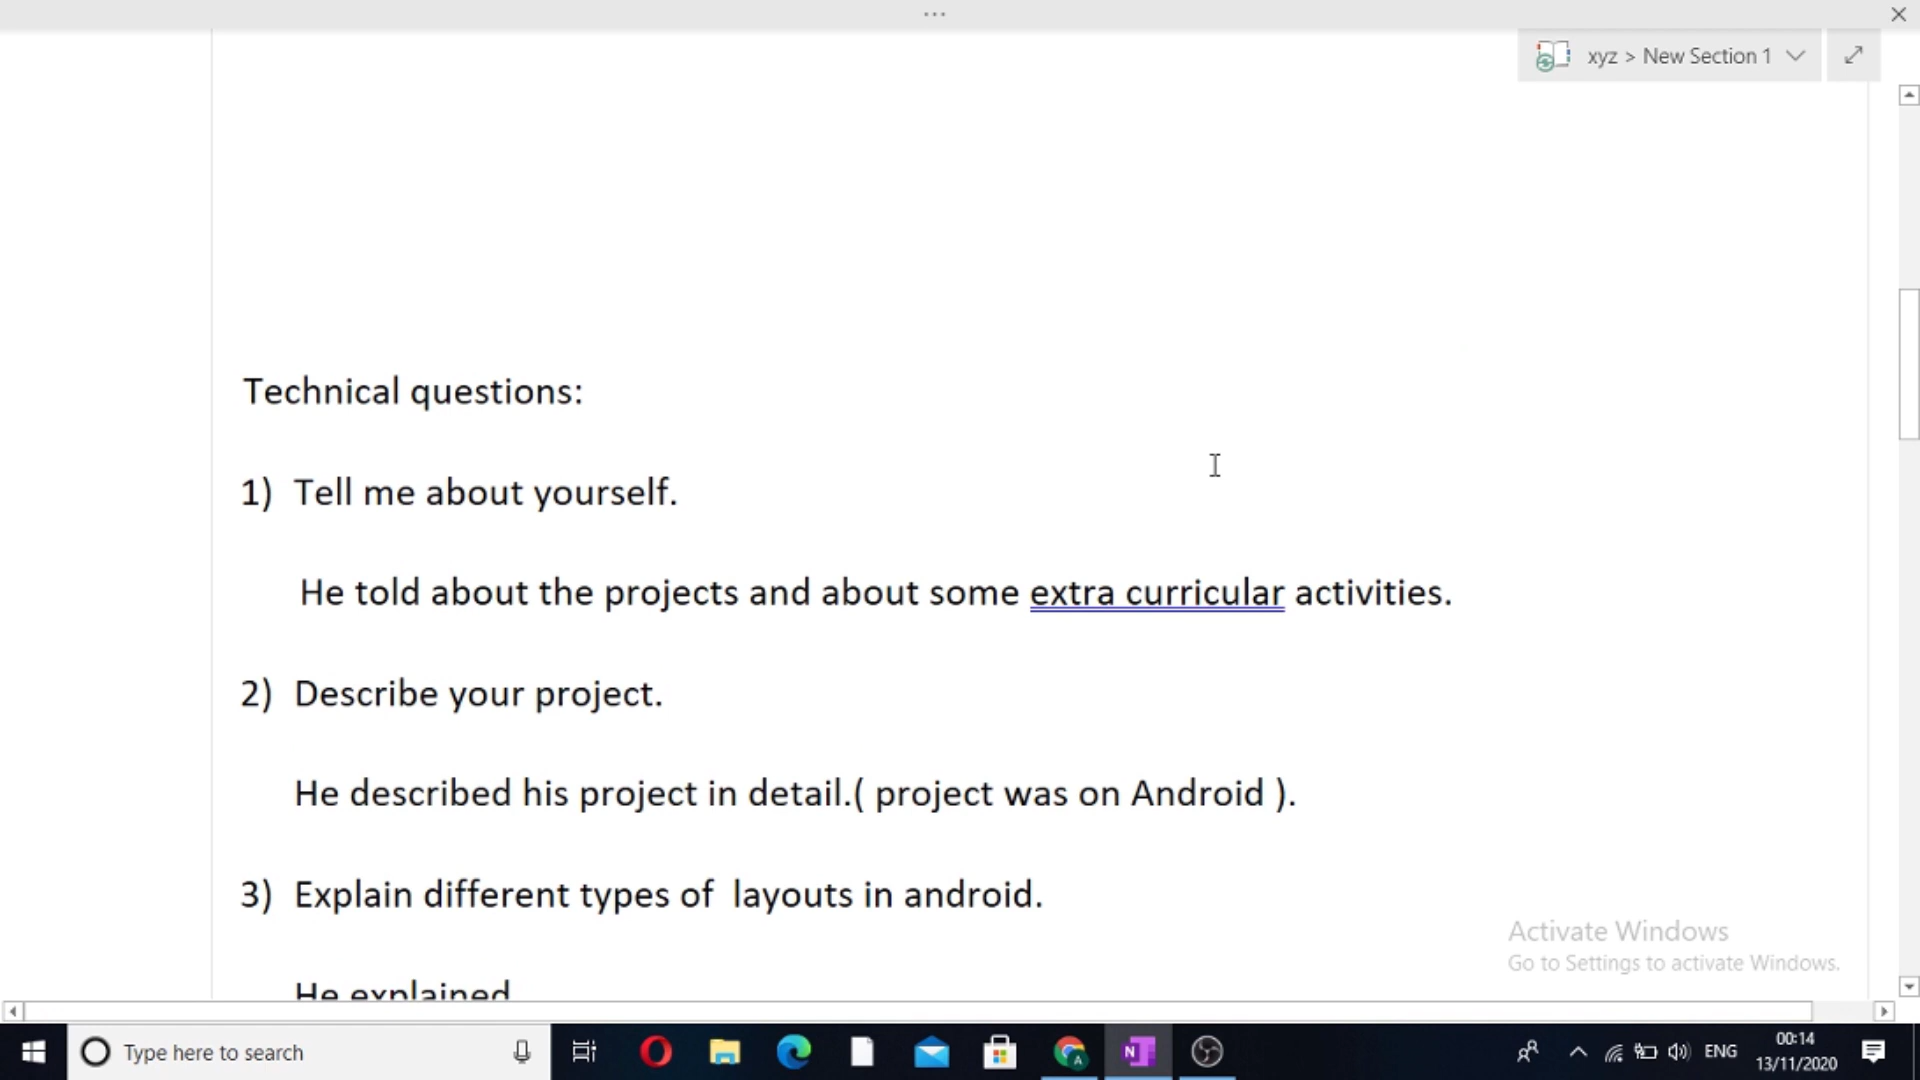 xyz > New Section 1
Technical questions:
1) Tell me about yourself.
He told about the projects and about some extra curricular activities.
2) Describe your project.
He described his project in detail.( project was on Android ).
3) Explain different types of  layouts in android.
He explained
Activate Windows
Go to Settings to activate Windows.
Type here to search
ENG
00:14
13/11/2020